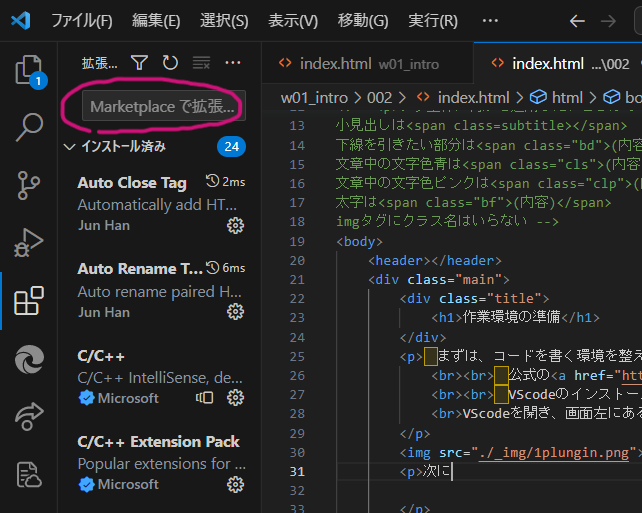 ファイル(F) 編集(E) 選択(S) 表示(V) 移動(G) 実行(R) …
拡張… …
Marketplace で拡張...
インストール済み 24
Auto Close Tag 2ms
Automatically add HT...
Jun Han
Auto Rename T... 6ms
Auto rename paired H...
Jun Han
C/C++
C/C++ IntelliSense, de...
Microsoft
C/C++ Extension Pack
Popular extensions for ...
Microsoft
1
index.html w01_intro
index.html ...\002
w01_intro > 002 > index.html > html > bo
13 小見出しは<span class=subtitle></span>
14 下線を引きたい部分は<span class="bd">(内容
15 文章中の文字色青は<span class="cls">(内容
16 文章中の文字色ピンクは<span class="clp">(
17 太字は<span class="bf">(内容)</span>
18 imgタグにクラス名はいらない -->
19 <body>
20 <header></header>
21 <div class="main">
22 <div class="title">
23 <h1>作業環境の準備</h1>
24 </div>
25 <p> まずは、コードを書く環境を整え
26 <br><br> 公式の<a href="htt
27 <br><br> VScodeのインストー
28 <br>VScodeを開き、画面左にある
29 </p>
30 <img src="./_img/1plungin.png">
31 <p>次に
32
33 </p>